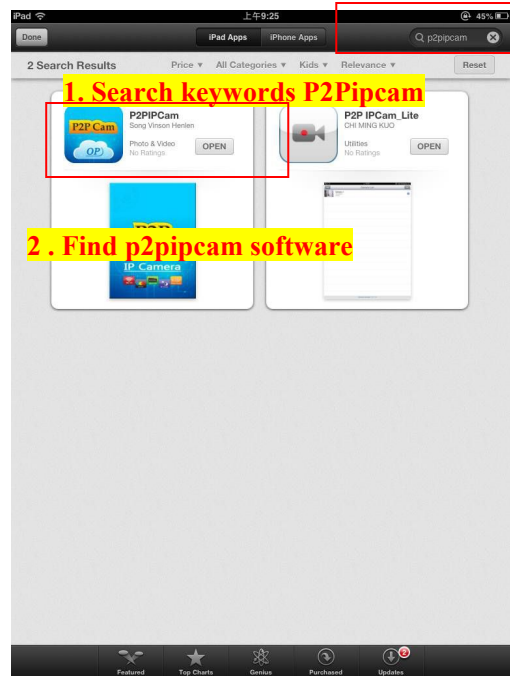 iPad 上午9:25 45%
Done iPad Apps iPhone Apps p2pipcam
2 Search Results Price ▼ All Categories ▼ Kids ▼ Relevance ▼ Reset
1. Search keywords P2Pipcam
P2P Cam
OP
P2PIPCam
Song Vinson Henien
Photo & Video
No Ratings
OPEN
P2P IPCam_Lite
CHI MING KUO
Utilities
No Ratings
OPEN
2 . Find p2pipcam software
IP Camera
Featured Top Charts Genius Purchased Updates
2